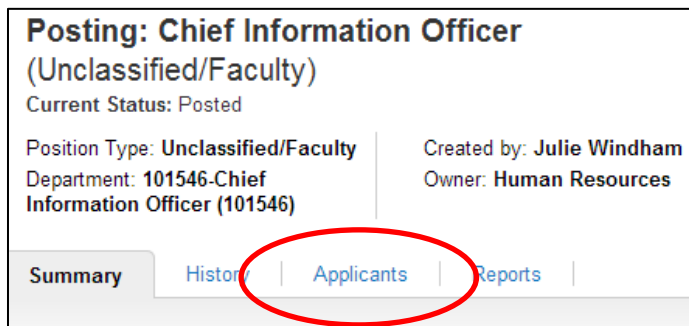 Posting: Chief Information Officer
(Unclassified/Faculty)
Current Status: Posted
Position Type: Unclassified/Faculty
Department: 101546-Chief
Information Officer (101546)
Created by: Julie Windham
Owner: Human Resources
Summary History Applicants Reports